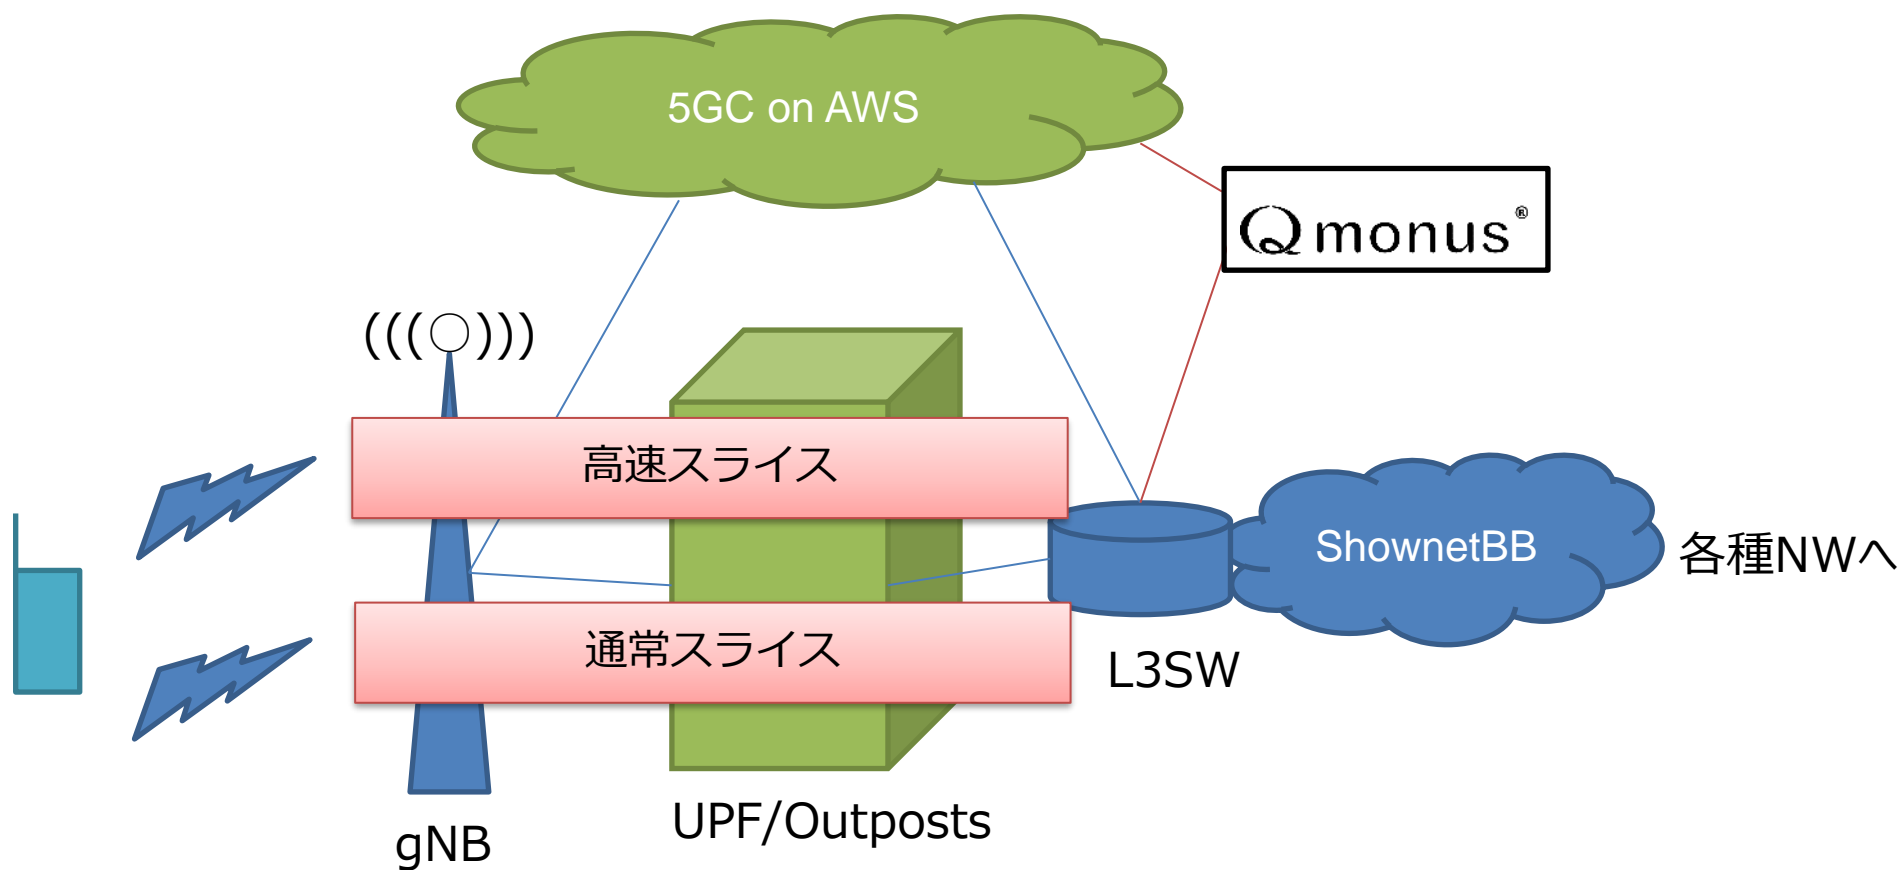 5GC on AWS
Qmonus®
(((○)))
高速スライス
ShownetBB
各種NWへ
通常スライス
L3SW
UPF/Outposts
gNB